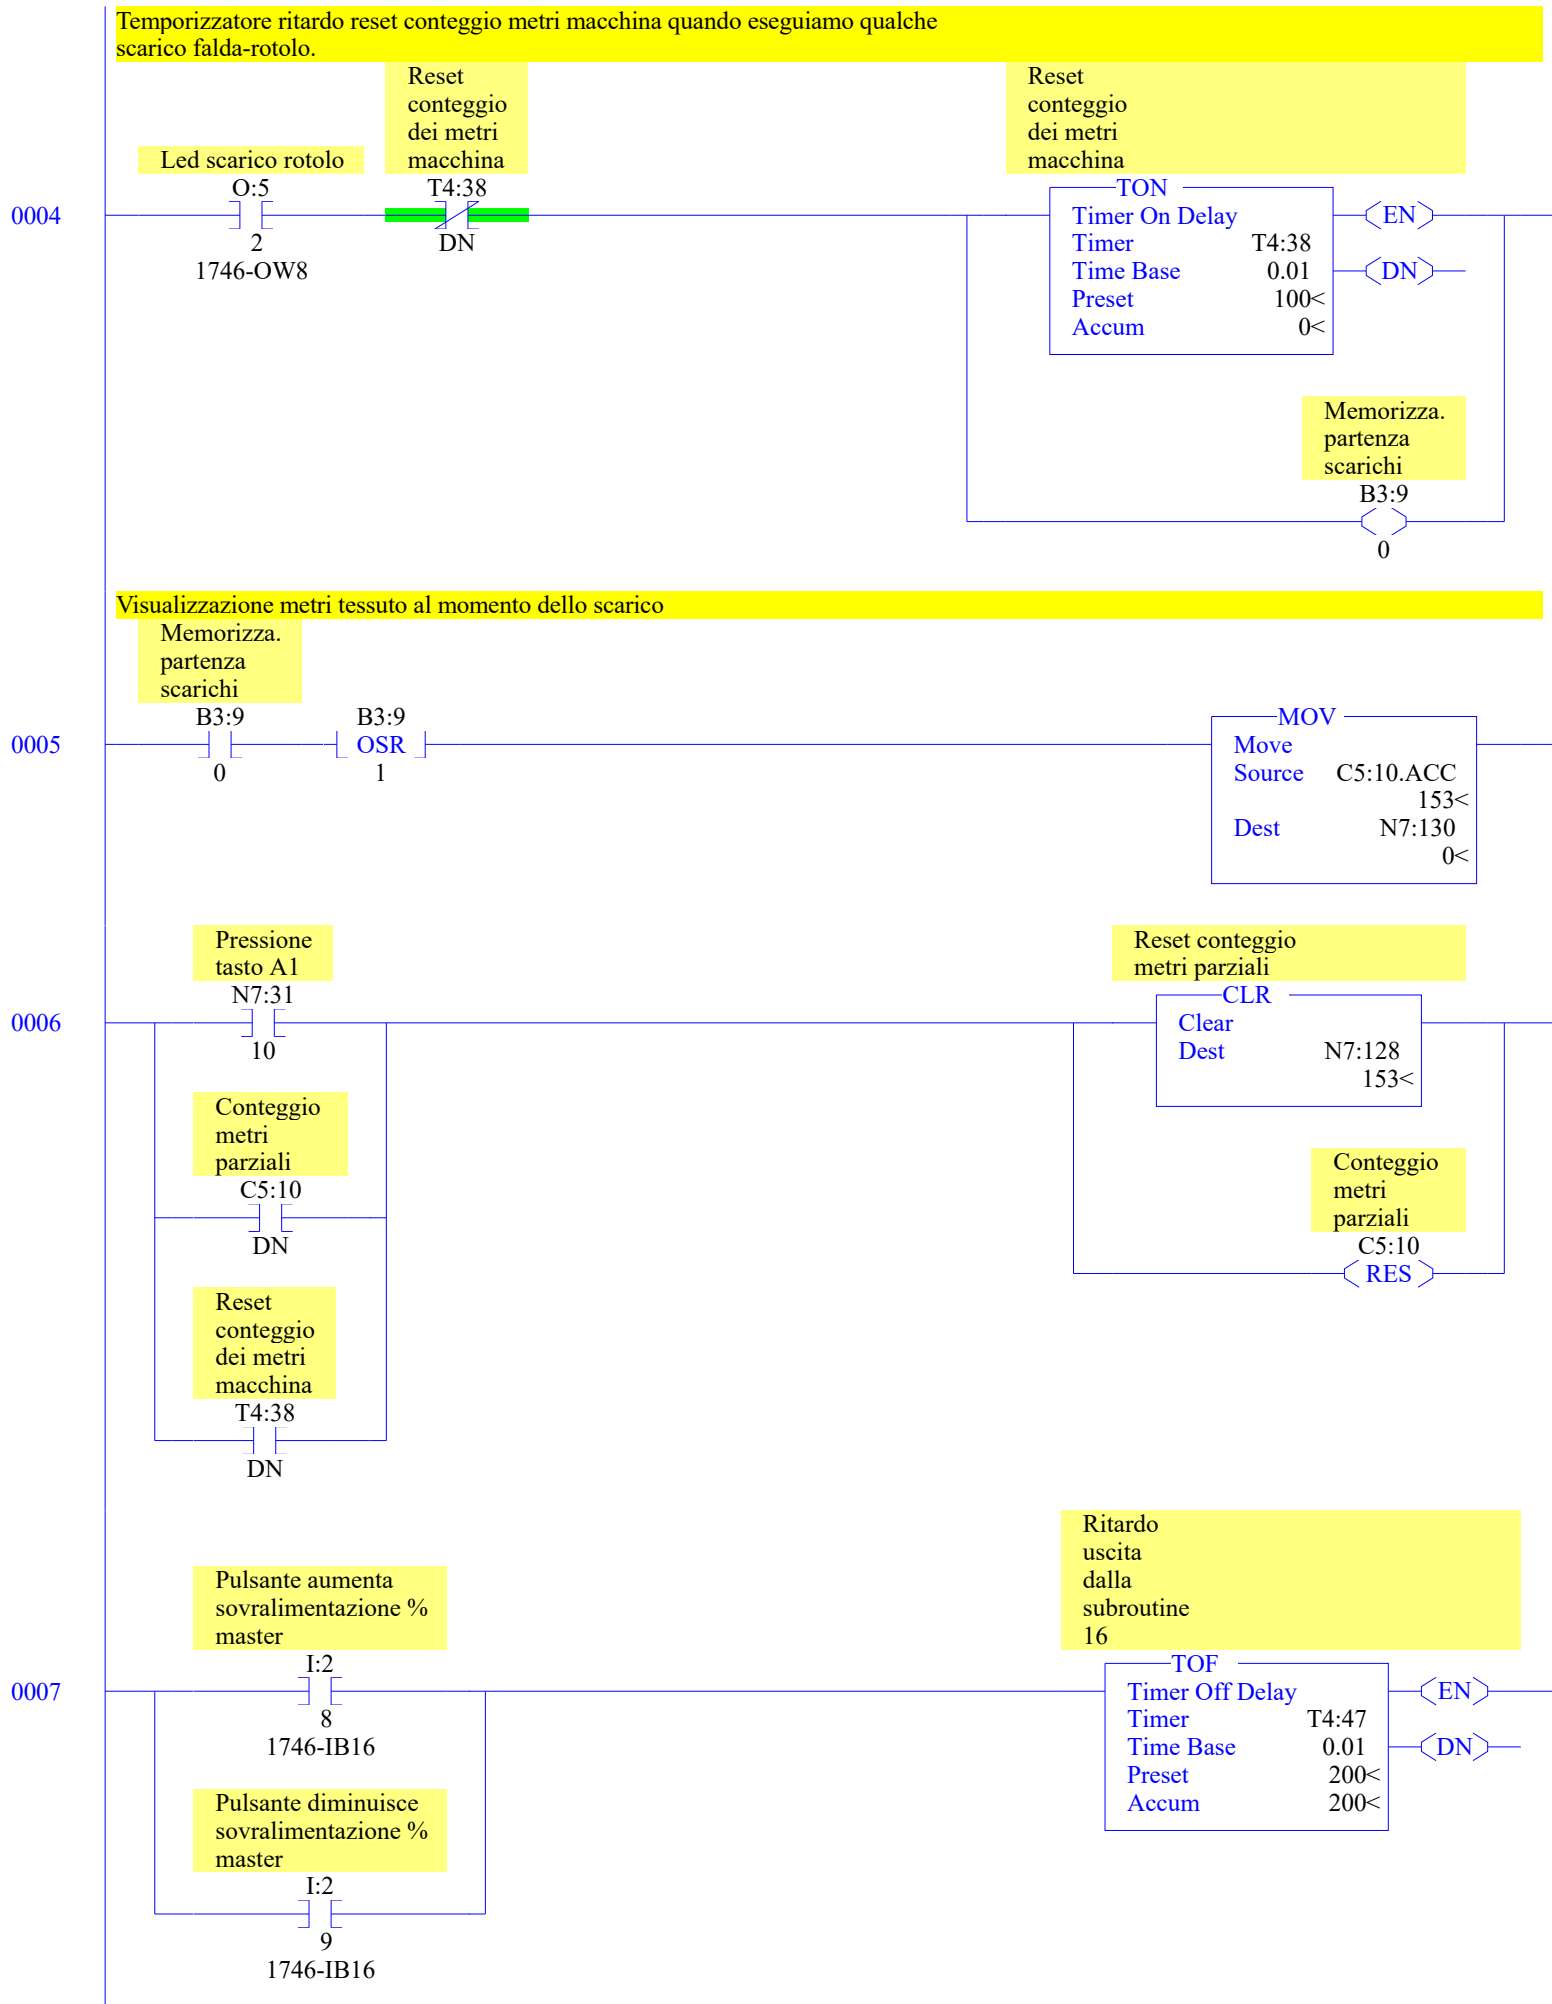 Temporizzatore ritardo reset conteggio metri macchina quando eseguiamo qualche
scarico falda-rotolo.
Reset
conteggio
dei metri
macchina
Reset
conteggio
dei metri
macchina
Led scarico rotolo
O:5
T4:38
TON
0004
Timer On Delay
EN
2
DN
Timer T4:38
1746-OW8
Time Base 0.01
DN
Preset 100<
Accum 0<
Memorizza.
partenza
scarichi
B3:9
0
Visualizzazione metri tessuto al momento dello scarico
Memorizza.
partenza
scarichi
B3:9
B3:9
MOV
0005
OSR
Move
0
1
Source C5:10.ACC
153<
Dest N7:130
0<
Pressione
tasto A1
Reset conteggio
metri parziali
N7:31
CLR
0006
Clear
10
Dest N7:128
153<
Conteggio
metri
parziali
C5:10
DN
Conteggio
metri
parziali
C5:10
RES
Reset
conteggio
dei metri
macchina
T4:38
DN
Ritardo
uscita
dalla
subroutine
16
Pulsante aumenta
sovralimentazione %
master
I:2
TOF
0007
Timer Off Delay
EN
8
Timer T4:47
1746-IB16
Time Base 0.01
DN
Preset 200<
Accum 200<
Pulsante diminuisce
sovralimentazione %
master
I:2
9
1746-IB16